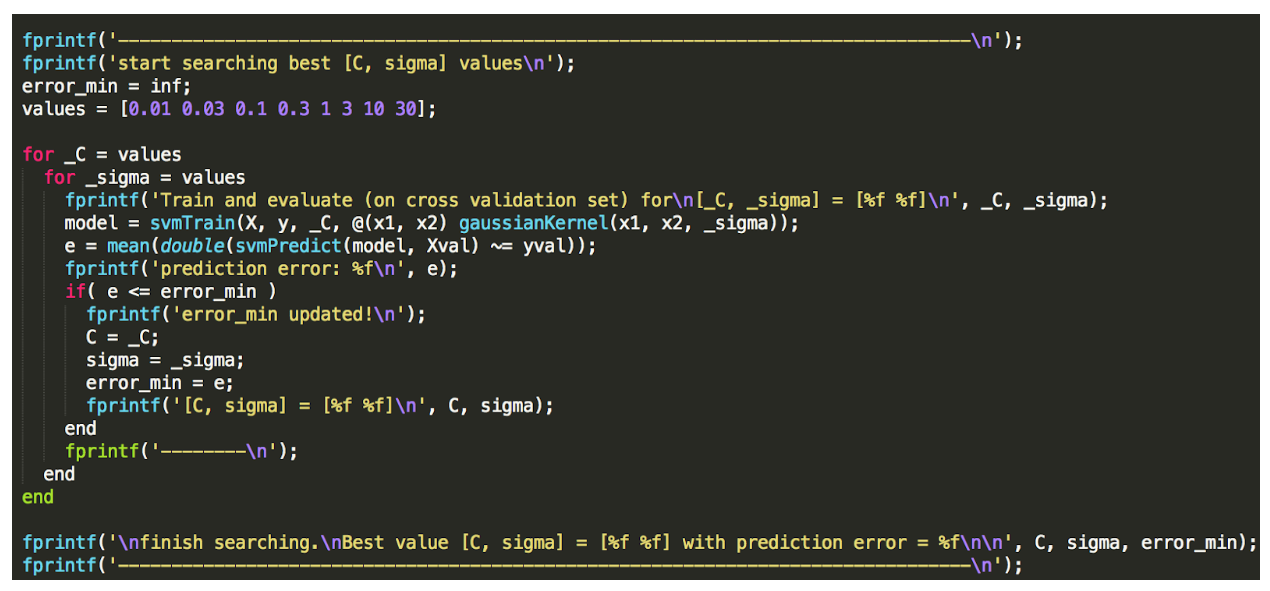 fprintf('--------------------------------------------------------------------------------\n');
fprintf('start searching best [C, sigma] values\n');
error_min = inf;
values = [0.01 0.03 0.1 0.3 1 3 10 30];
for _C = values
for _sigma = values
fprintf('Train and evaluate (on cross validation set) for\n[_C, _sigma] = [%f %f]\n', _C, _sigma);
model = svmTrain(X, y, _C, @(x1, x2) gaussianKernel(x1, x2, _sigma));
e = mean(double(svmPredict(model, Xval) ~= yval));
fprintf('prediction error: %f\n', e);
if( e <= error_min )
fprintf('error_min updated!\n');
C = _C;
sigma = _sigma;
error_min = e;
fprintf('[C, sigma] = [%f %f]\n', C, sigma);
end
fprintf('--------\n');
end
end
fprintf('\nfinish searching.\nBest value [C, sigma] = [%f %f] with prediction error = %f\n\n', C, sigma, error_min);
fprintf('--------------------------------------------------------------------------------\n');